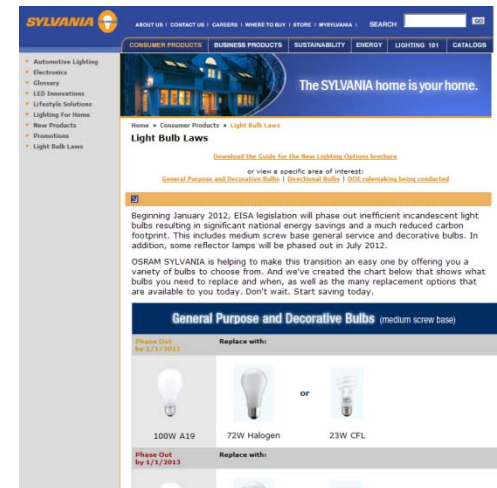 SYLVANIA
ABOUT US | CONTACT US | CAREERS | WHERE TO BUY | STORE | MYSYLVANIA | SEARCH GO
CONSUMER PRODUCTS BUSINESS PRODUCTS SUSTAINABILITY ENERGY LIGHTING 101 CATALOGS
Automotive Lighting
Electronics
Glossary
LED Innovations
Lifestyle Solutions
Lighting For Home
New Products
Promotions
Light Bulb Laws
The SYLVANIA home is your home.
Home • Consumer Products • Light Bulb Laws
Light Bulb Laws
Download the Guide for the New Lighting Options brochure
or view a specific area of interest:
General Purpose and Decorative Bulbs | Directional Bulbs | DOE rulemaking being conducted
Beginning January 2012, EISA legislation will phase out inefficient incandescent light
bulbs resulting in significant national energy savings and a much reduced carbon
footprint. This includes medium screw base general service and decorative bulbs. In
addition, some reflector lamps will be phased out in July 2012.
OSRAM SYLVANIA is helping to make this transition an easy one by offering you a
variety of bulbs to choose from. And we've created the chart below that shows what
bulbs you need to replace and when, as well as the many replacement options that
are available to you today. Don't wait. Start saving today.
General Purpose and Decorative Bulbs (medium screw base)
Phase Out Replace with:
by 1/1/2012
or
100W A19 72W Halogen 23W CFL
Phase Out Replace with:
by 1/1/2013